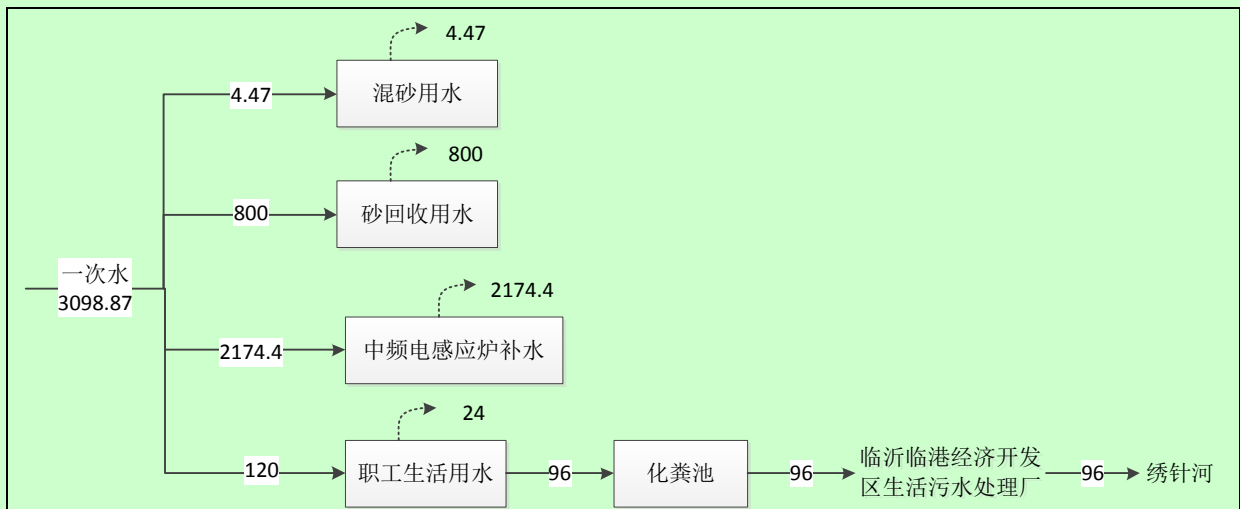 4.47
4.47
混砂用水
800
800
砂回收用水
一次水
3098.87
2174.4
2174.4
中频电感应炉补水
24
120
职工生活用水
96
化粪池
96
临沂临港经济开发
区生活污水处理厂
96
绣针河